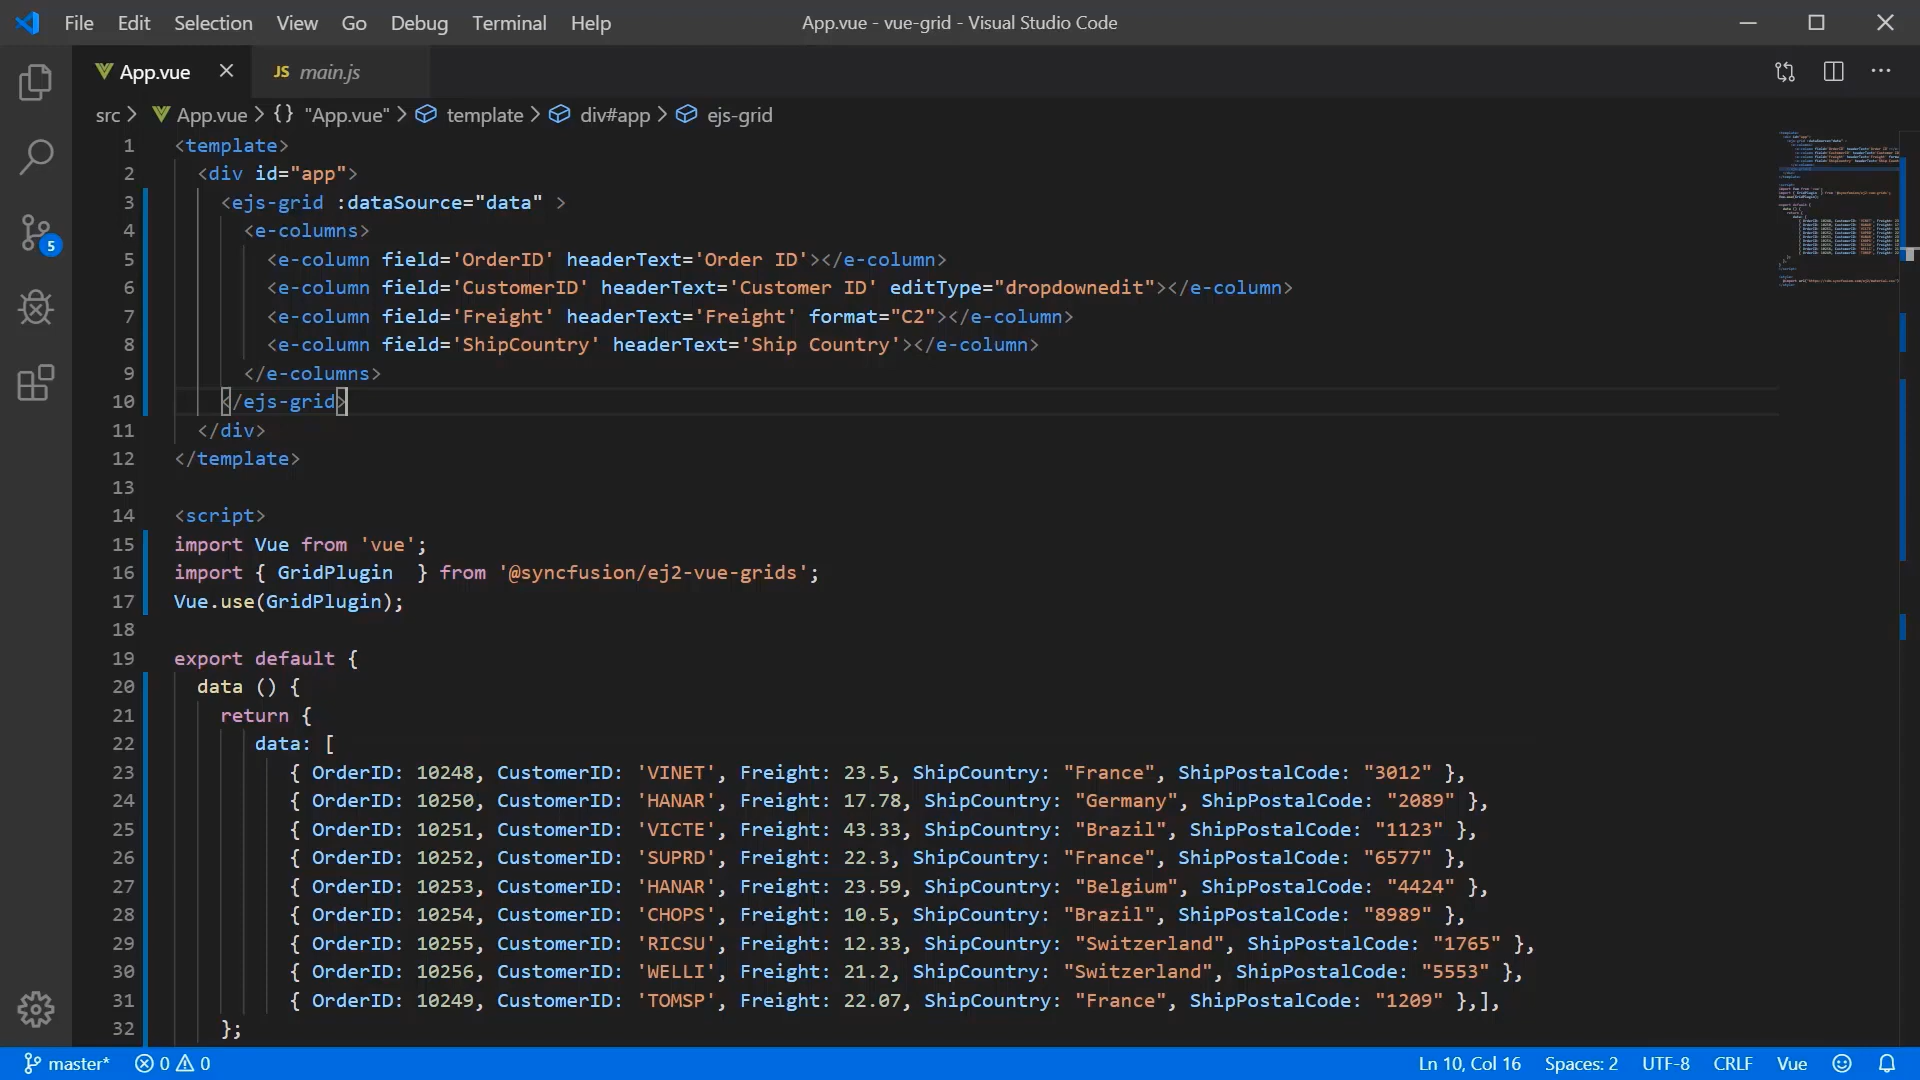 File Edit Selection View Go Debug Terminal Help App.vue - vue-grid - Visual Studio Code
App.vue JS main.js
src > App.vue > {} "App.vue" > template > div#app > ejs-grid
1 <template>
2 <div id="app">
3 <ejs-grid :dataSource="data" >
4 <e-columns>
5 <e-column field='OrderID' headerText='Order ID'></e-column>
6 <e-column field='CustomerID' headerText='Customer ID' editType="dropdownedit"></e-column>
7 <e-column field='Freight' headerText='Freight' format="C2"></e-column>
8 <e-column field='ShipCountry' headerText='Ship Country'></e-column>
9 </e-columns>
10 </ejs-grid>
11 </div>
12 </template>
13
14 <script>
15 import Vue from 'vue';
16 import { GridPlugin  } from '@syncfusion/ej2-vue-grids';
17 Vue.use(GridPlugin);
18
19 export default {
20 data () {
21 return {
22 data: [
23 { OrderID: 10248, CustomerID: 'VINET', Freight: 23.5, ShipCountry: "France", ShipPostalCode: "3012" },
24 { OrderID: 10250, CustomerID: 'HANAR', Freight: 17.78, ShipCountry: "Germany", ShipPostalCode: "2089" },
25 { OrderID: 10251, CustomerID: 'VICTE', Freight: 43.33, ShipCountry: "Brazil", ShipPostalCode: "1123" },
26 { OrderID: 10252, CustomerID: 'SUPRD', Freight: 22.3, ShipCountry: "France", ShipPostalCode: "6577" },
27 { OrderID: 10253, CustomerID: 'HANAR', Freight: 23.59, ShipCountry: "Belgium", ShipPostalCode: "4424" },
28 { OrderID: 10254, CustomerID: 'CHOPS', Freight: 10.5, ShipCountry: "Brazil", ShipPostalCode: "8989" },
29 { OrderID: 10255, CustomerID: 'RICSU', Freight: 12.33, ShipCountry: "Switzerland", ShipPostalCode: "1765" },
30 { OrderID: 10256, CustomerID: 'WELLI', Freight: 21.2, ShipCountry: "Switzerland", ShipPostalCode: "5553" },
31 { OrderID: 10249, CustomerID: 'TOMSP', Freight: 22.07, ShipCountry: "France", ShipPostalCode: "1209" },],
32 };
5
master* 0 0 Ln 10, Col 16 Spaces: 2 UTF-8 CRLF Vue